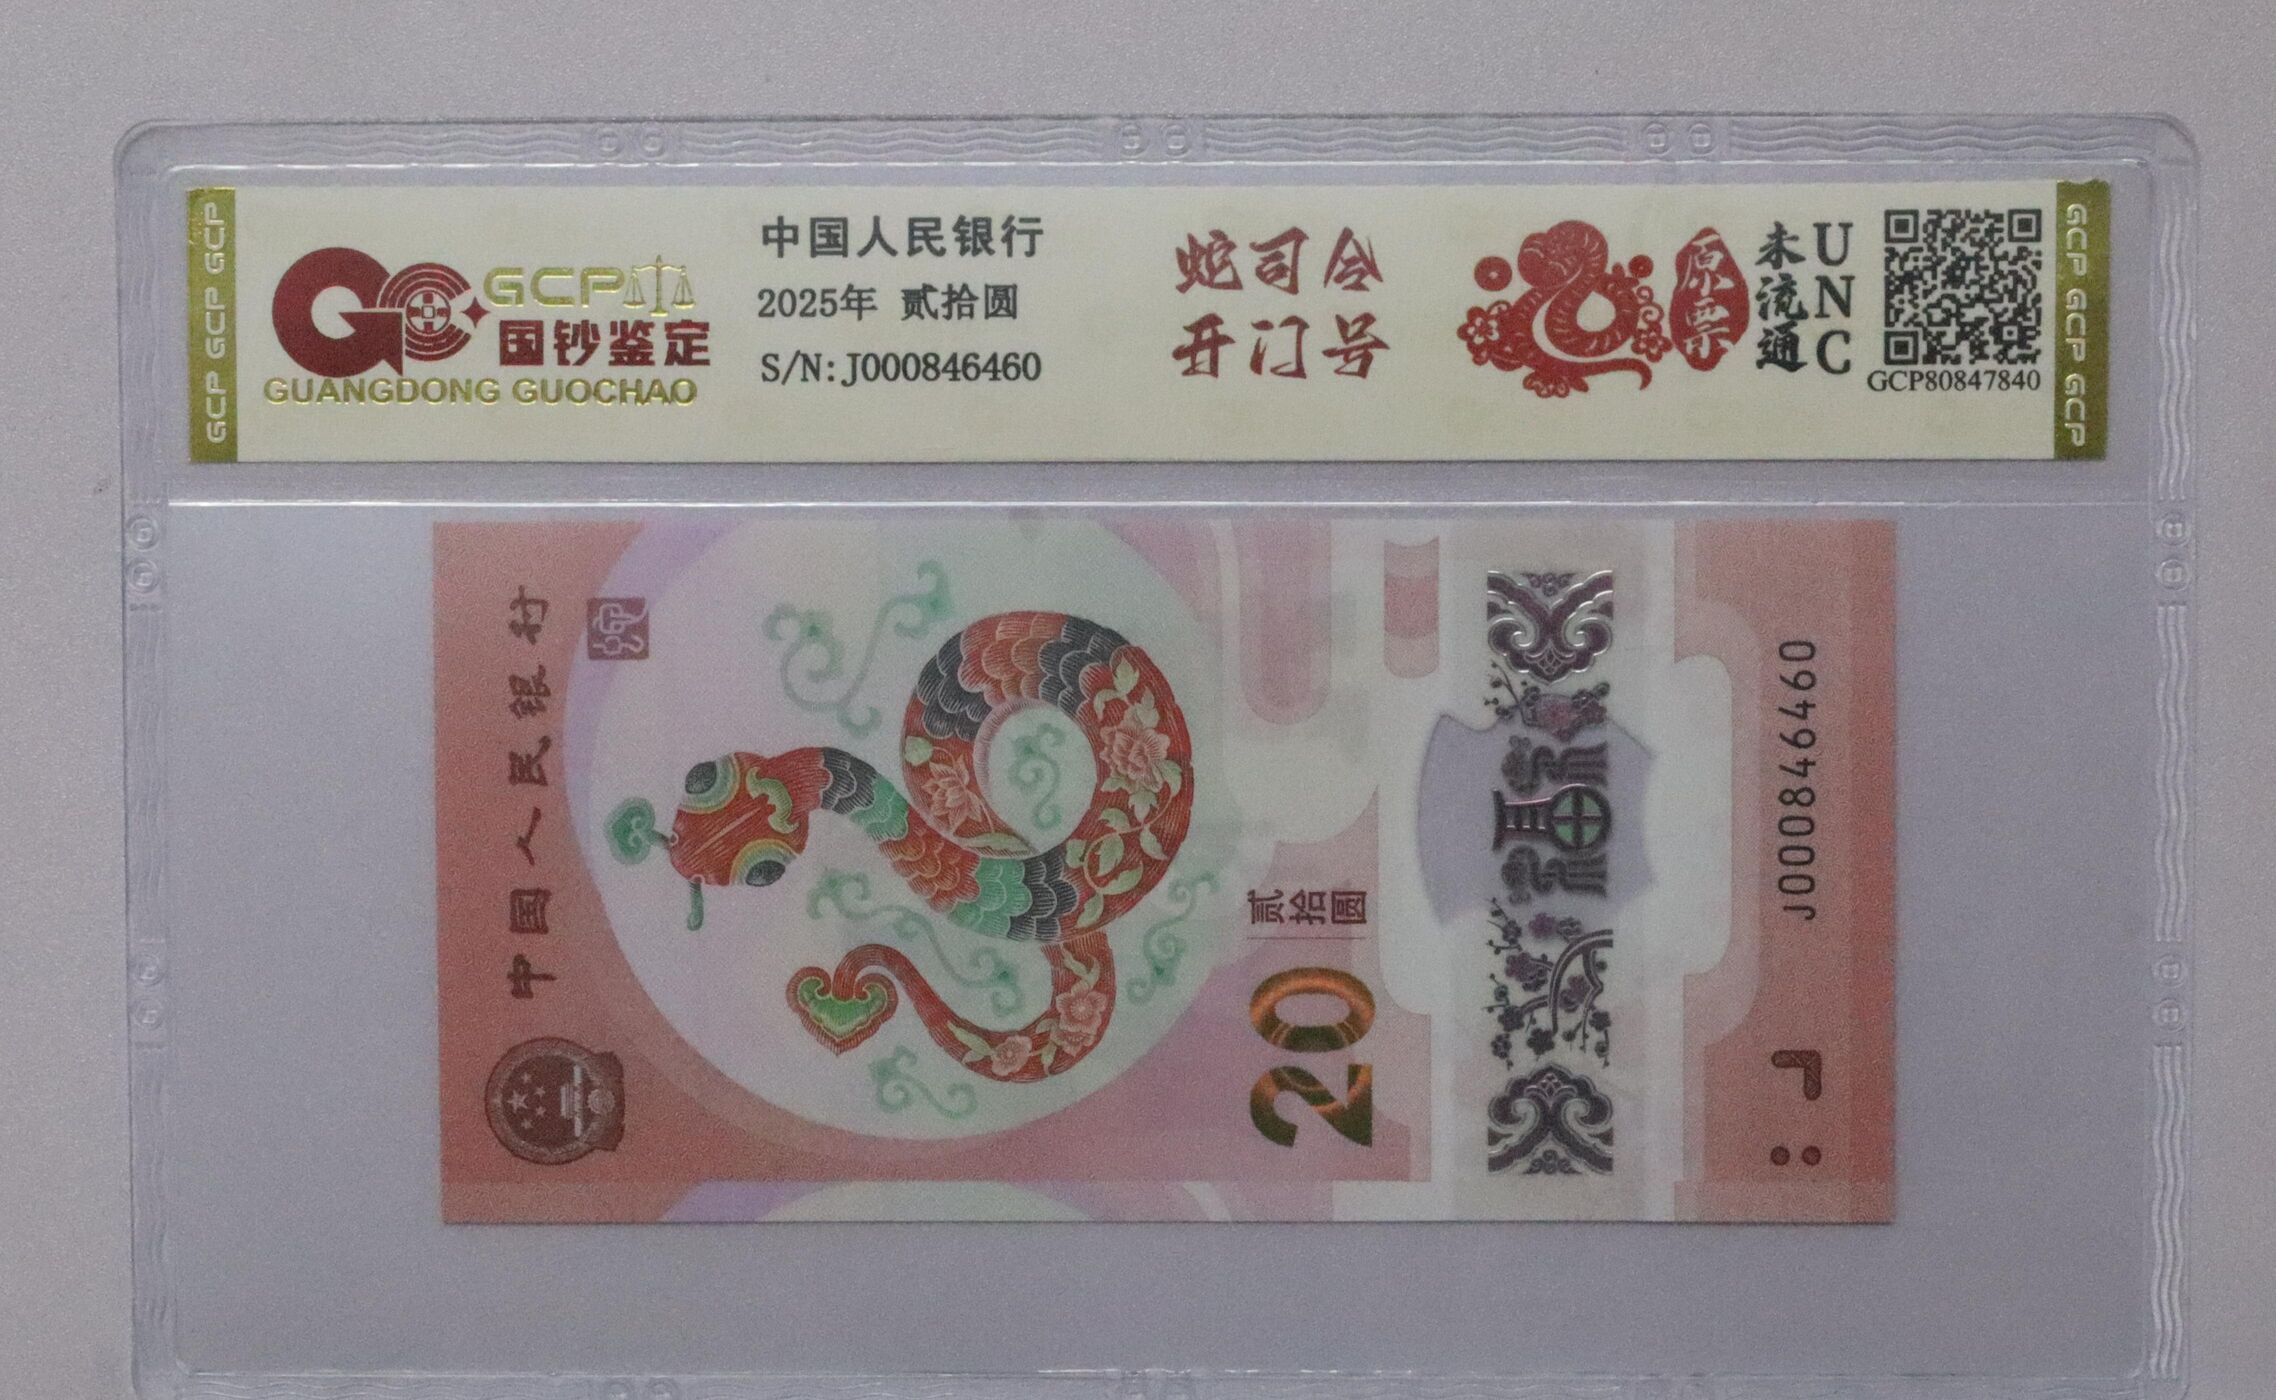 GCP GCP GCP
GCP
国钞鉴定
GUANGDONG GUOCHAO
中国人民银行
2025年 贰拾圆
S/N:J000846460
蛇司令
开门号
原票
未流通
UNC
GCP80847840
GCP GCP GCP
中国人民银行
蛇
贰拾圆
20
福
J000846460